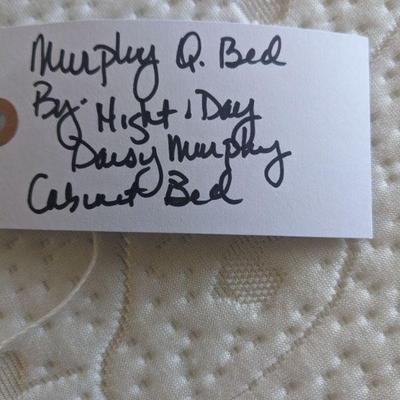 Murphy Q. Bed
By: Night & Day
Daisy Murphy
Cabinet Bed